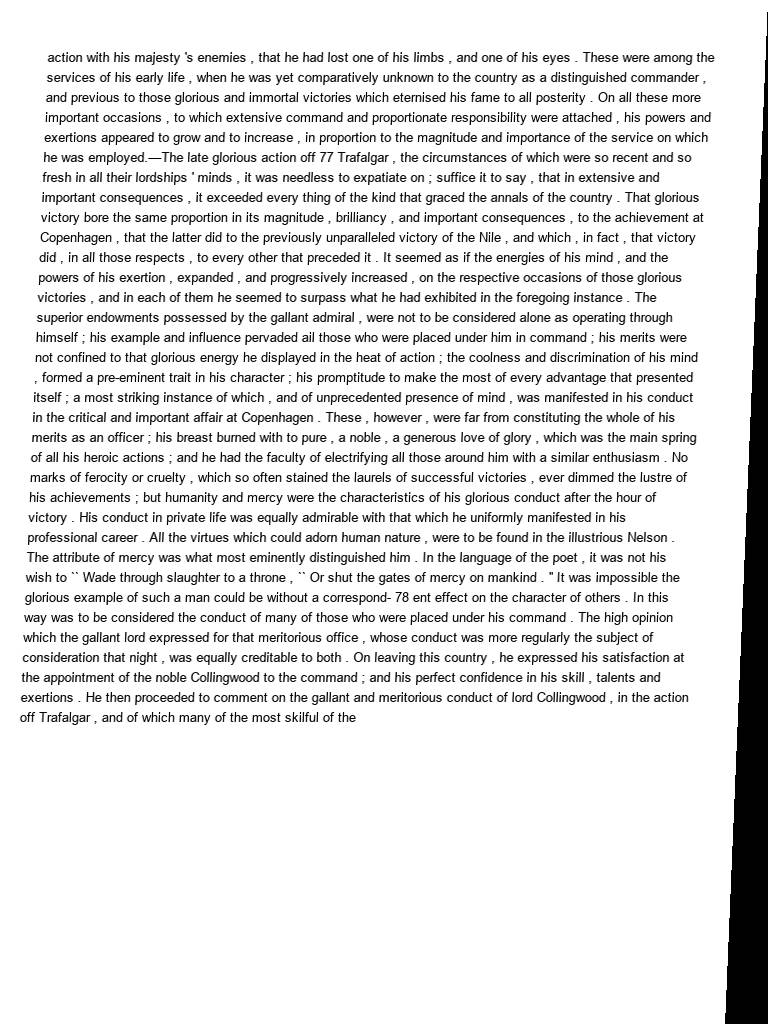 action with his majesty 's enemies , that he had lost one of his limbs , and one of his eyes . These were among the
services of his early life , when he was yet comparatively unknown to the country as a distinguished commander ,
and previous to those glorious and immortal victories which eternised his fame to all posterity . On all these more
important occasions , to which extensive command and proportionate responsibility were attached , his powers and
exertions appeared to grow and to increase , in proportion to the magnitude and importance of the service on which
he was employed.—The late glorious action off 77 Trafalgar , the circumstances of which were so recent and so
fresh in all their lordships ' minds , it was needless to expatiate on ; suffice it to say , that in extensive and
important consequences , it exceeded every thing of the kind that graced the annals of the country . That glorious
victory bore the same proportion in its magnitude , brilliancy , and important consequences , to the achievement at
Copenhagen , that the latter did to the previously unparalleled victory of the Nile , and which , in fact , that victory
did , in all those respects , to every other that preceded it . It seemed as if the energies of his mind , and the
powers of his exertion , expanded , and progressively increased , on the respective occasions of those glorious
victories , and in each of them he seemed to surpass what he had exhibited in the foregoing instance . The
superior endowments possessed by the gallant admiral , were not to be considered alone as operating through
himself ; his example and influence pervaded ail those who were placed under him in command ; his merits were
not confined to that glorious energy he displayed in the heat of action ; the coolness and discrimination of his mind
, formed a pre-eminent trait in his character ; his promptitude to make the most of every advantage that presented
itself ; a most striking instance of which , and of unprecedented presence of mind , was manifested in his conduct
in the critical and important affair at Copenhagen . These , however , were far from constituting the whole of his
merits as an officer ; his breast burned with to pure , a noble , a generous love of glory , which was the main spring
of all his heroic actions ; and he had the faculty of electrifying all those around him with a similar enthusiasm . No
marks of ferocity or cruelty , which so often stained the laurels of successful victories , ever dimmed the lustre of
his achievements ; but humanity and mercy were the characteristics of his glorious conduct after the hour of
victory . His conduct in private life was equally admirable with that which he uniformly manifested in his
professional career . All the virtues which could adorn human nature , were to be found in the illustrious Nelson .
The attribute of mercy was what most eminently distinguished him . In the language of the poet , it was not his
wish to `` Wade through slaughter to a throne , `` Or shut the gates of mercy on mankind . " It was impossible the
glorious example of such a man could be without a correspond- 78 ent effect on the character of others . In this
way was to be considered the conduct of many of those who were placed under his command . The high opinion
which the gallant lord expressed for that meritorious office , whose conduct was more regularly the subject of
consideration that night , was equally creditable to both . On leaving this country , he expressed his satisfaction at
the appointment of the noble Collingwood to the command ; and his perfect confidence in his skill , talents and
exertions . He then proceeded to comment on the gallant and meritorious conduct of lord Collingwood , in the action
off Trafalgar , and of which many of the most skilful of the